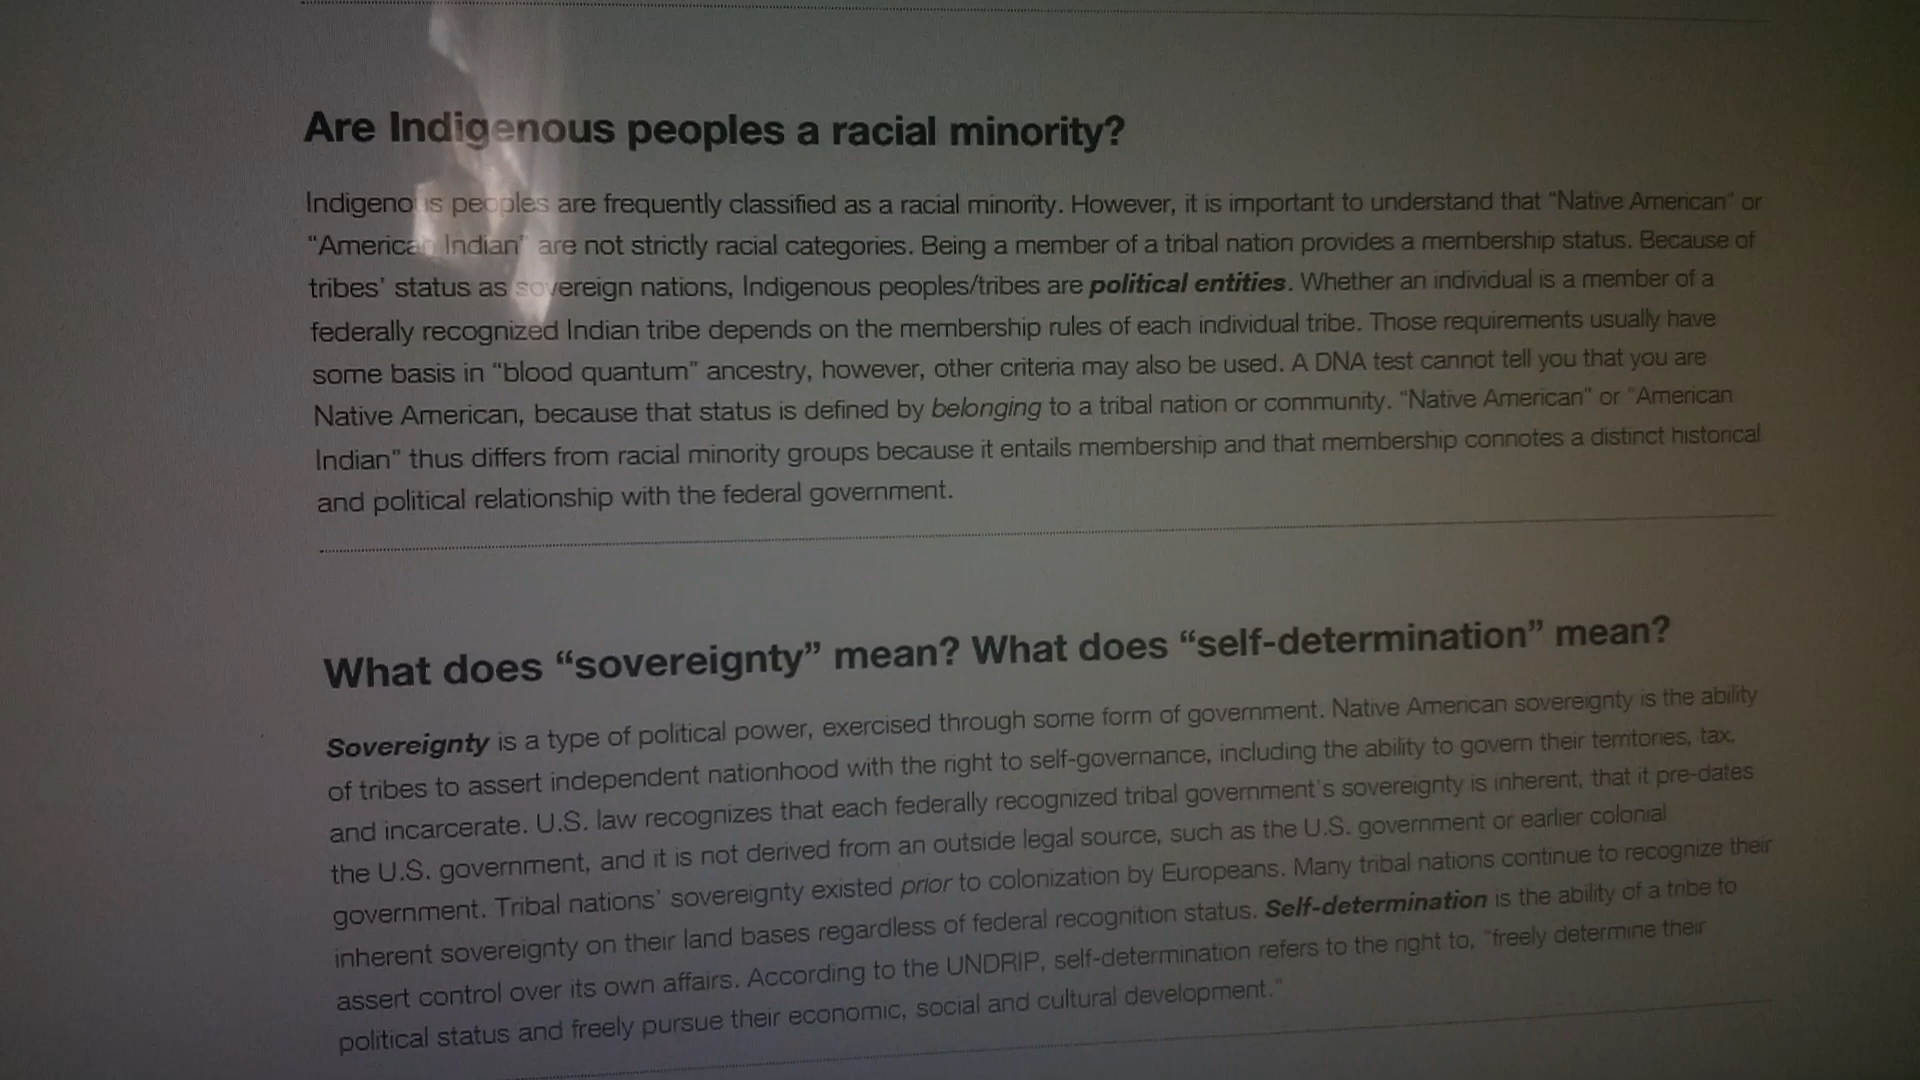 Are Indigenous peoples a racial minority?
Indigenous peoples are frequently classified as a racial minority. However, it is important to understand that “Native American” or
“American Indian” are not strictly racial categories. Being a member of a tribal nation provides a membership status. Because of
tribes’ status as sovereign nations, Indigenous peoples/tribes are political entities. Whether an individual is a member of a
federally recognized Indian tribe depends on the membership rules of each individual tribe. Those requirements usually have
some basis in “blood quantum” ancestry, however, other criteria may also be used. A DNA test cannot tell you that you are
Native American, because that status is defined by belonging to a tribal nation or community. “Native American” or “American
Indian” thus differs from racial minority groups because it entails membership and that membership connotes a distinct historical
and political relationship with the federal government.
What does “sovereignty” mean? What does “self-determination” mean?
Sovereignty is a type of political power, exercised through some form of government. Native American sovereignty is the ability
of tribes to assert independent nationhood with the right to self-governance, including the ability to govern their territories, tax,
and incarcerate. U.S. law recognizes that each federally recognized tribal government’s sovereignty is inherent, that it pre-dates
the U.S. government, and it is not derived from an outside legal source, such as the U.S. government or earlier colonial
government. Tribal nations’ sovereignty existed prior to colonization by Europeans. Many tribal nations continue to recognize their
inherent sovereignty on their land bases regardless of federal recognition status. Self-determination is the ability of a tribe to
assert control over its own affairs. According to the UNDRIP, self-determination refers to the right to, “freely determine their
political status and freely pursue their economic, social and cultural development.”